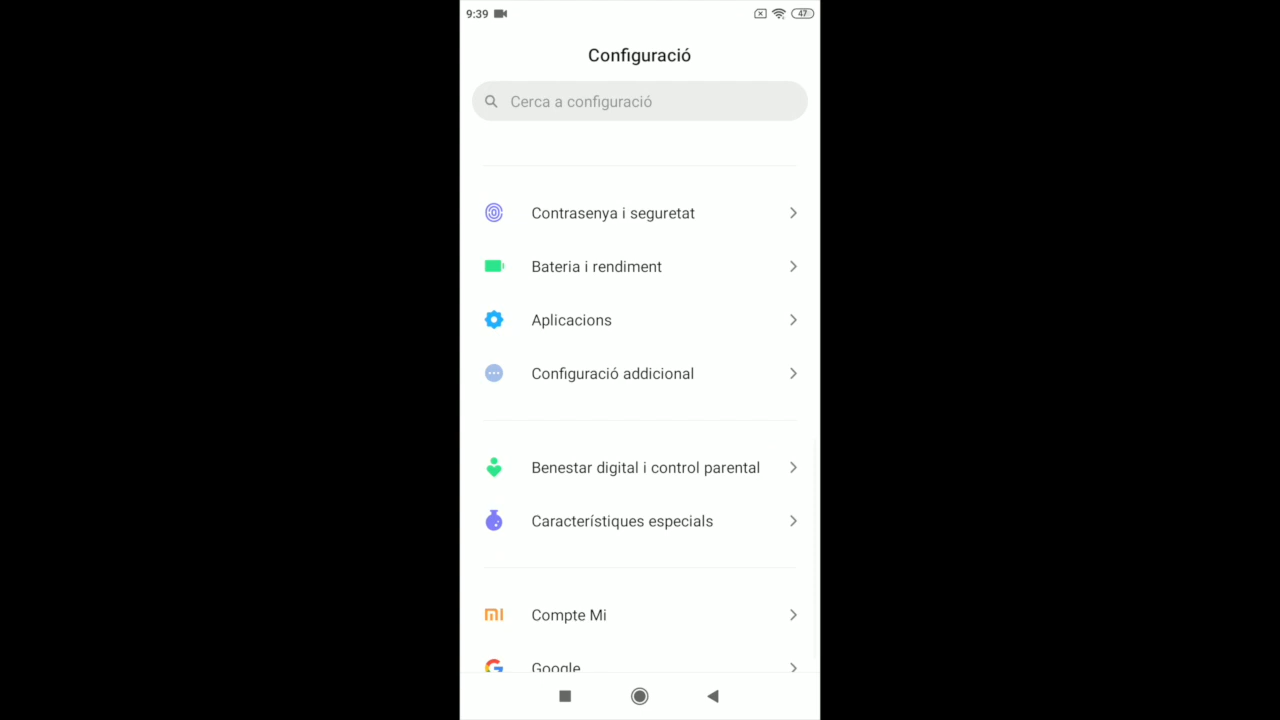 9:39
47
Configuració
Cerca a configuració
Contrasenya i seguretat
Bateria i rendiment
Aplicacions
Configuració addicional
Benestar digital i control parental
Característiques especials
Compte Mi
Google